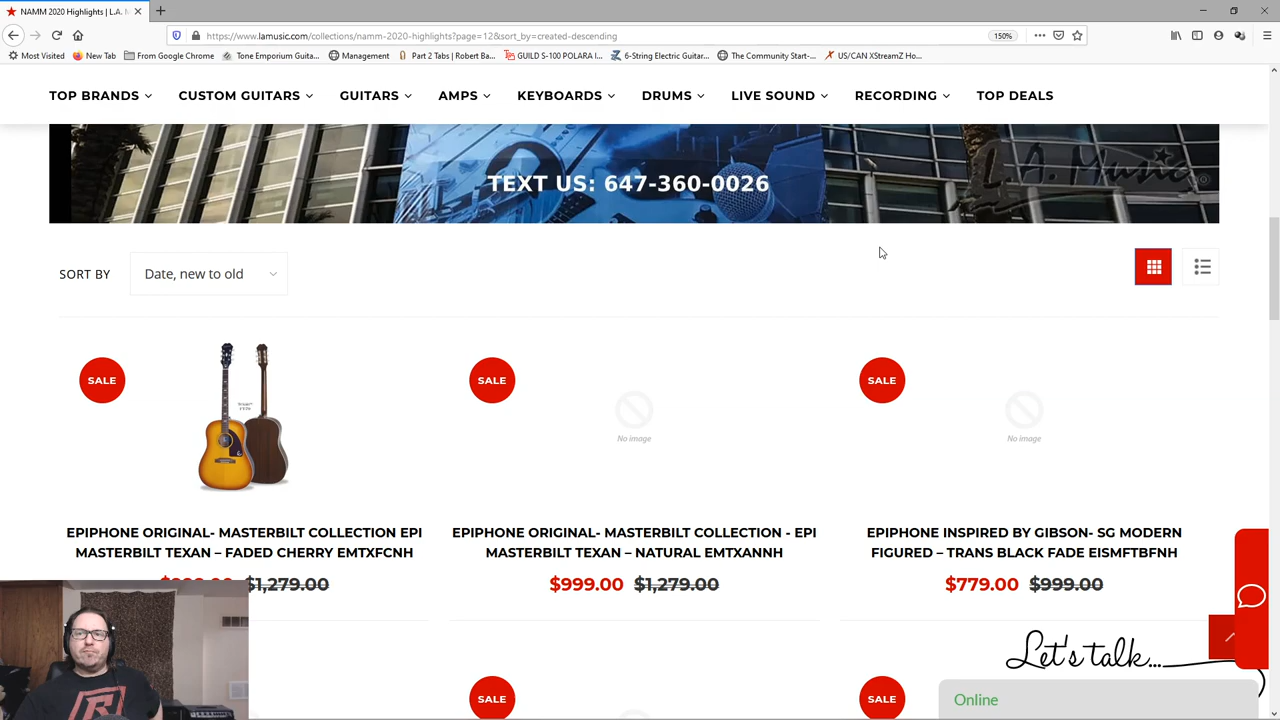 NAMM 2020 Highlights | L.A. M
https://www.lamusic.com/collections/namm-2020-highlights?page=12&sort_by=created-descending
150%
Most Visited
New Tab
From Google Chrome
Tone Emporium Guita...
Management
Part 2 Tabs | Robert Ba...
GUILD S-100 POLARA I...
6-String Electric Guitar...
The Community Start-...
US/CAN XStreamZ Ho...
TOP BRANDS
CUSTOM GUITARS
GUITARS
AMPS
KEYBOARDS
DRUMS
LIVE SOUND
RECORDING
TOP DEALS
L.A. Music
TEXT US: 647-360-0026
SORT BY
Date, new to old
SALE
SALE
No image
SALE
No image
EPIPHONE ORIGINAL- MASTERBILT COLLECTION EPI
MASTERBILT TEXAN – FADED CHERRY EMTXFCNH
$1,279.00
EPIPHONE ORIGINAL- MASTERBILT COLLECTION - EPI
MASTERBILT TEXAN – NATURAL EMTXANNH
$999.00 $1,279.00
EPIPHONE INSPIRED BY GIBSON- SG MODERN
FIGURED – TRANS BLACK FADE EISMFTBFNH
$779.00 $999.00
Let's talk...
SALE
SALE
Online